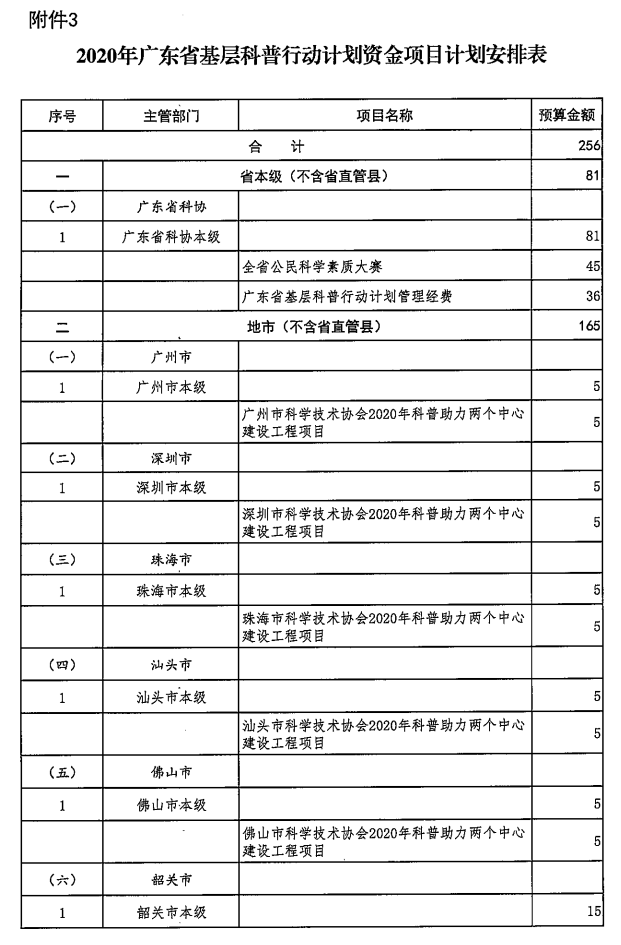 附件3
2020年广东省基层科普行动计划资金项目计划安排表
序号 主管部门 项目名称 预算金额
合 计 256
一 省本级（不含省直管县） 81
（一） 广东省科协
1 广东省科协本级 81
全省公民科学素质大赛 45
广东省基层科普行动计划管理经费 36
二 地市（不含省直管县） 165
（一） 广州市
1 广州市本级 5
广州市科学技术协会2020年科普助力两个中心
建设工程项目 5
（二） 深圳市
1 深圳市本级 5
深圳市科学技术协会2020年科普助力两个中心
建设工程项目 5
（三） 珠海市
1 珠海市本级 5
珠海市科学技术协会2020年科普助力两个中心
建设工程项目 5
（四） 汕头市
1 汕头市本级 5
汕头市科学技术协会2020年科普助力两个中心
建设工程项目 5
（五） 佛山市
1 佛山市本级 5
佛山市科学技术协会2020年科普助力两个中心
建设工程项目 5
（六） 韶关市
1 韶关市本级 15